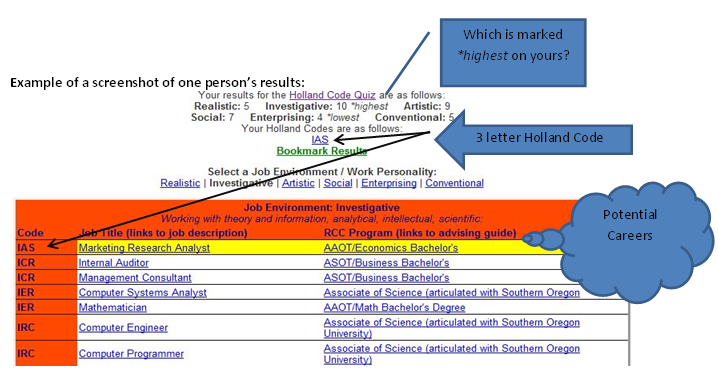 Which is marked
*highest on yours?
Example of a screenshot of one person's results:
Your results for the Holland Code Quiz are as follows:
Realistic: 5 Investigative: 10 *highest Artistic: 9
Social: 7 Enterprising: 4 *lowest Conventional: 5
Your Holland Codes are as follows:
IAS
3 letter Holland Code
Bookmark Results
Select a Job Environment / Work Personality:
Realistic | Investigative | Artistic | Social | Enterprising | Conventional
Job Environment: Investigative
Working with theory and information, analytical, intellectual, scientific:
Potential
Careers
Code Job Title (links to job description) RCC Program (links to advising guide)
IAS Marketing Research Analyst AAOT/Economics Bachelor's
ICR Internal Auditor ASOT/Business Bachelor's
ICR Management Consultant ASOT/Business Bachelor's
IER Computer Systems Analyst Associate of Science (articulated with Southern Oregon
IER Mathematician AAOT/Math Bachelor's Degree
IRC Computer Engineer Associate of Science (articulated with Southern Oregon
University)
IRC Computer Programmer Associate of Science (articulated with Southern Oregon
University)